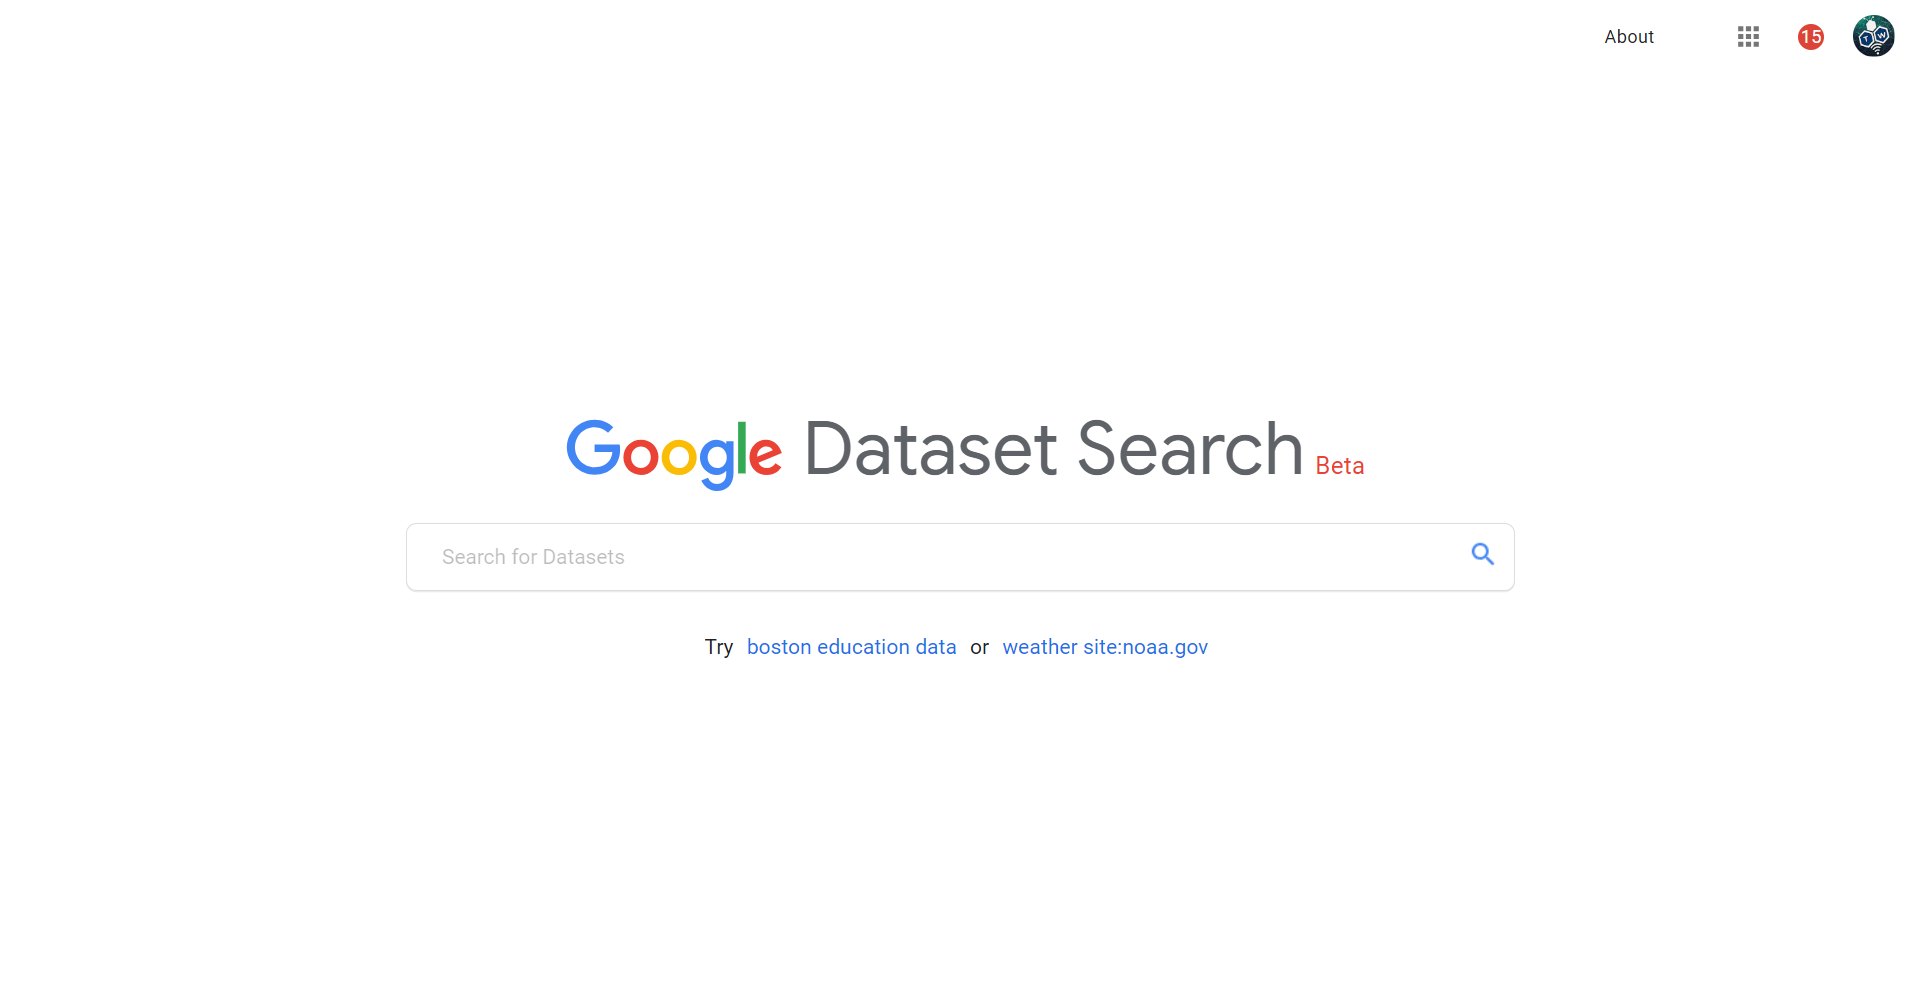 About 15
T W
Google Dataset Search Beta
Search for Datasets
Try boston education data or weather site:noaa.gov